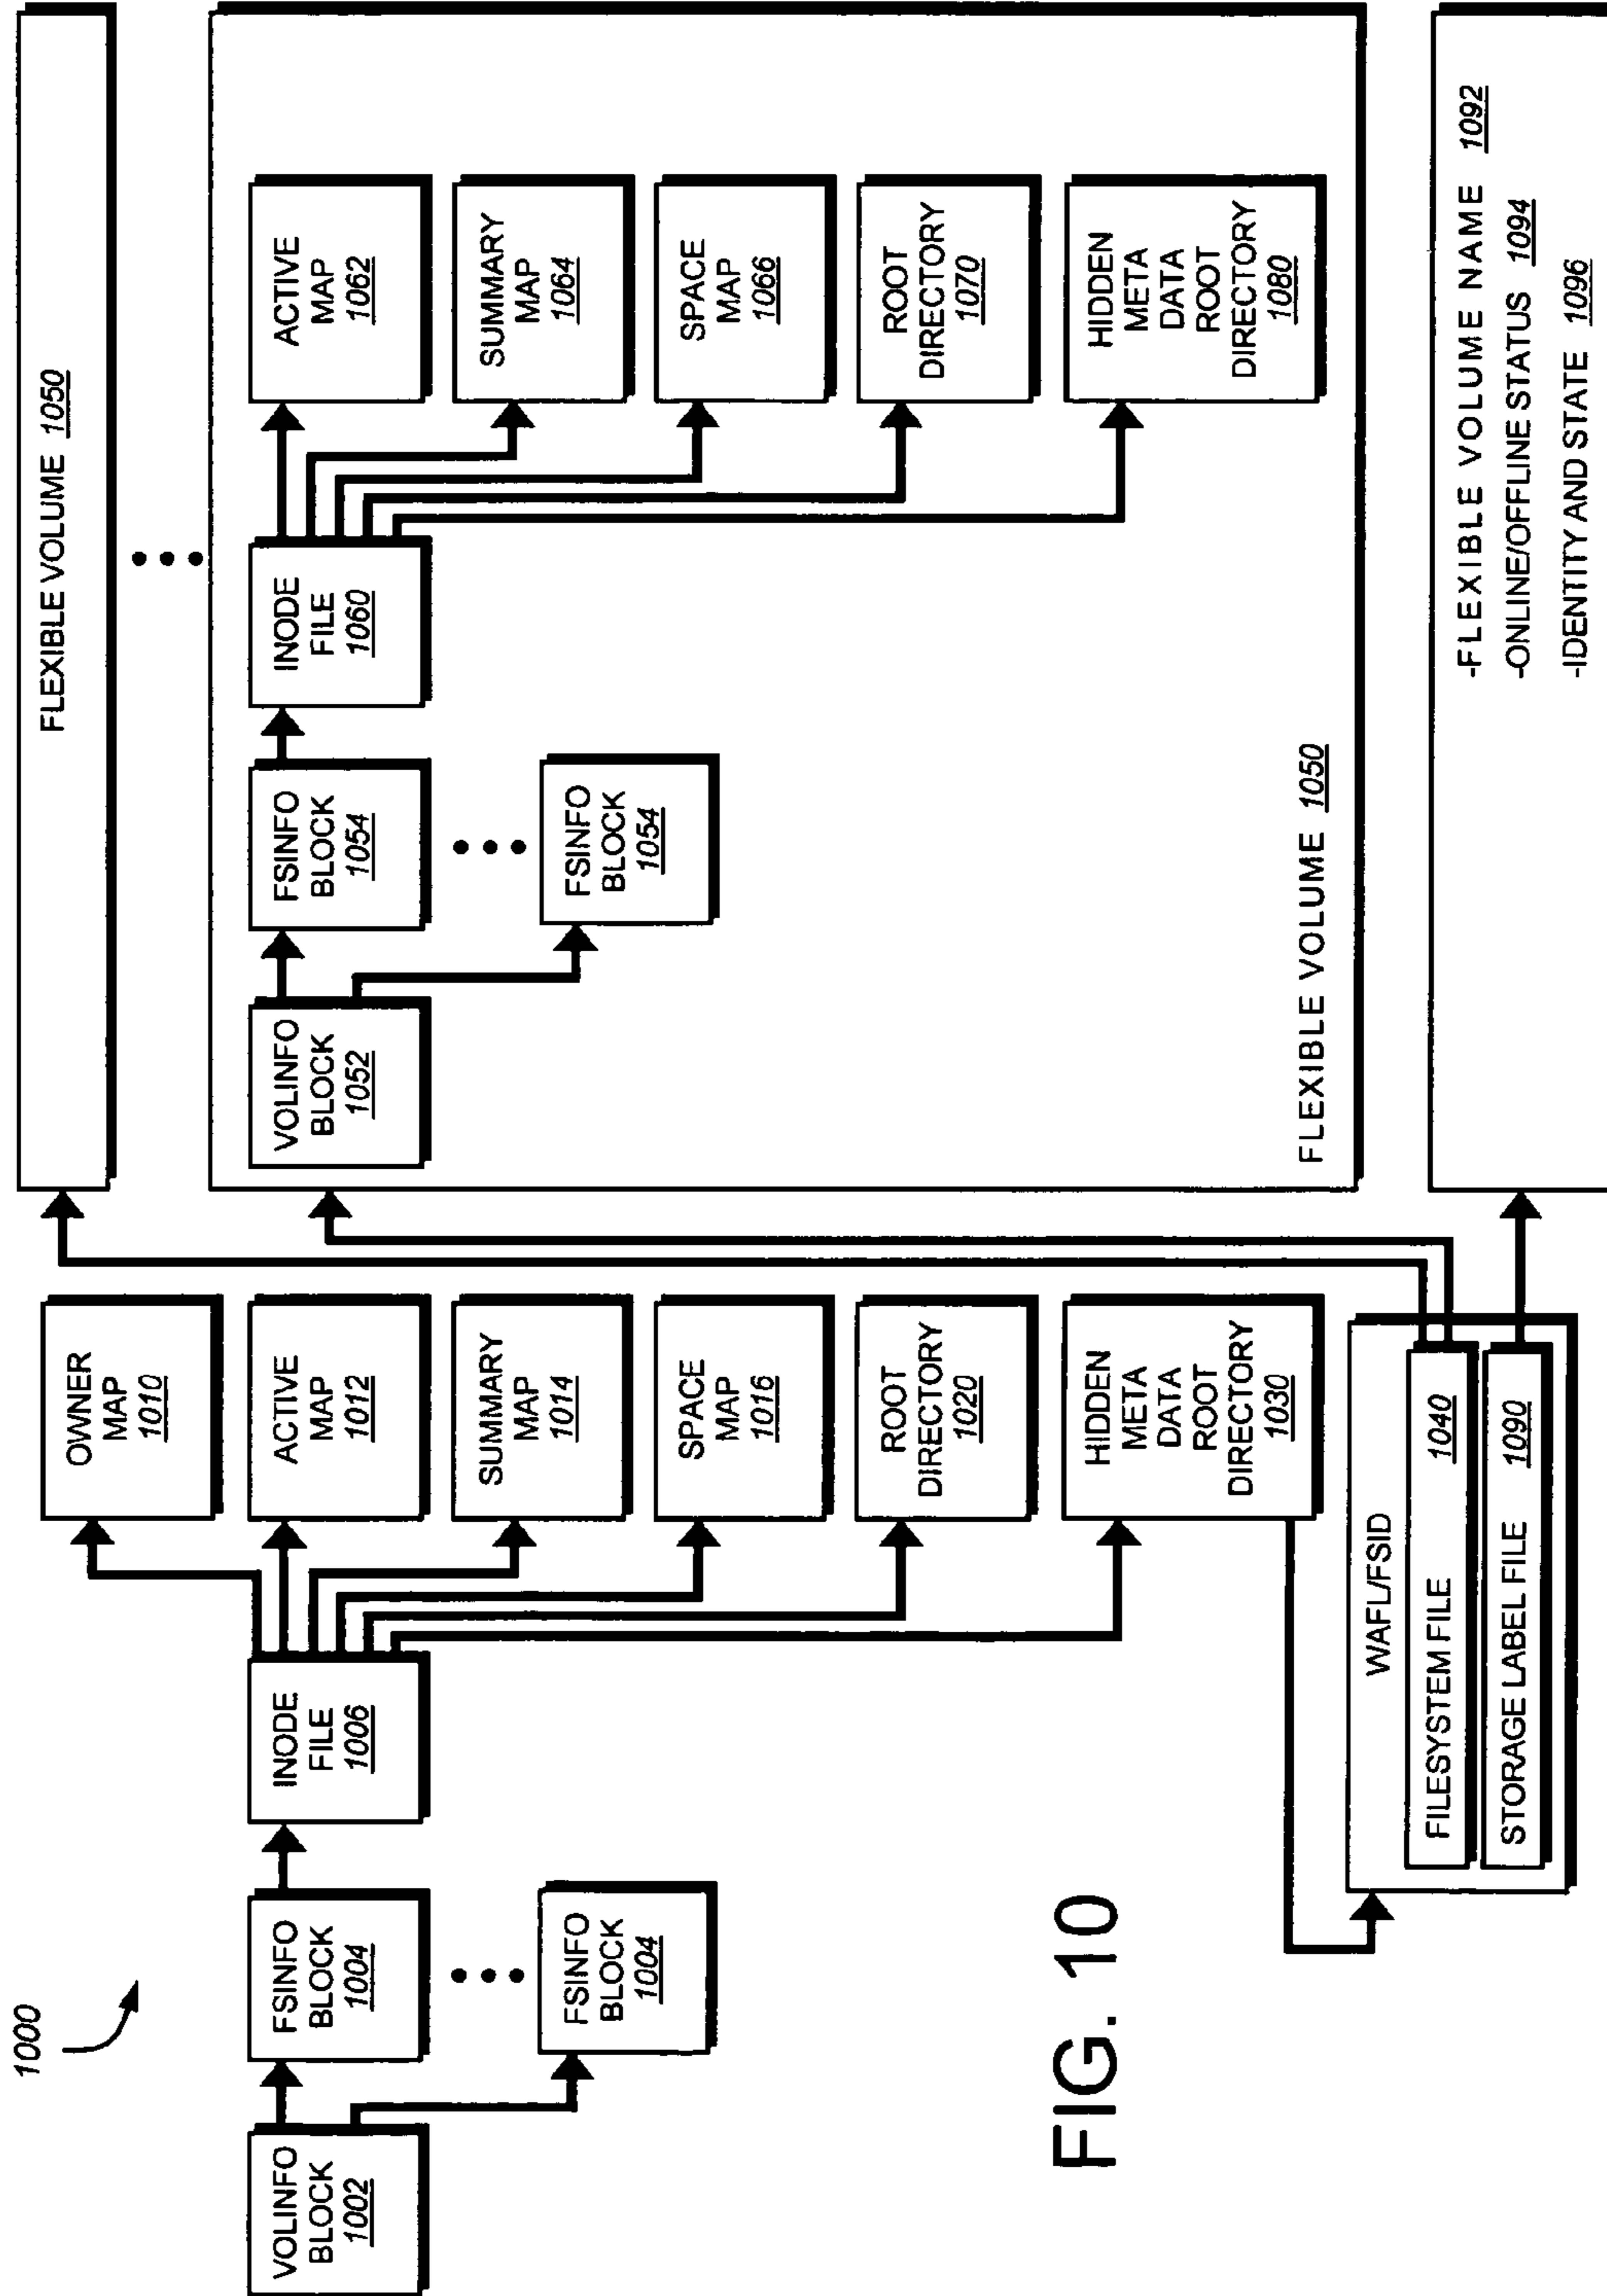 1000
VOLINFO
BLOCK
1002
FSINFO
BLOCK
1004
FSINFO
BLOCK
1004
INODE
FILE
1006
OWNER
MAP
1010
ACTIVE
MAP
1012
SUMMARY
MAP
1014
SPACE
MAP
1016
ROOT
DIRECTORY
1020
HIDDEN
META
DATA
ROOT
DIRECTORY
1030
WAFL/FSID
FILESYSTEM FILE 1040
STORAGE LABEL FILE 1090
FIG. 10
FLEXIBLE VOLUME 1050
VOLINFO
BLOCK
1052
FSINFO
BLOCK
1054
FSINFO
BLOCK
1054
INODE
FILE
1060
ACTIVE
MAP
1062
SUMMARY
MAP
1064
SPACE
MAP
1066
ROOT
DIRECTORY
1070
HIDDEN
META
DATA
ROOT
DIRECTORY
1080
FLEXIBLE VOLUME 1050
-FLEXIBLE VOLUME NAME 1092
-ONLINE/OFFLINE STATUS 1094
-IDENTITY AND STATE 1096